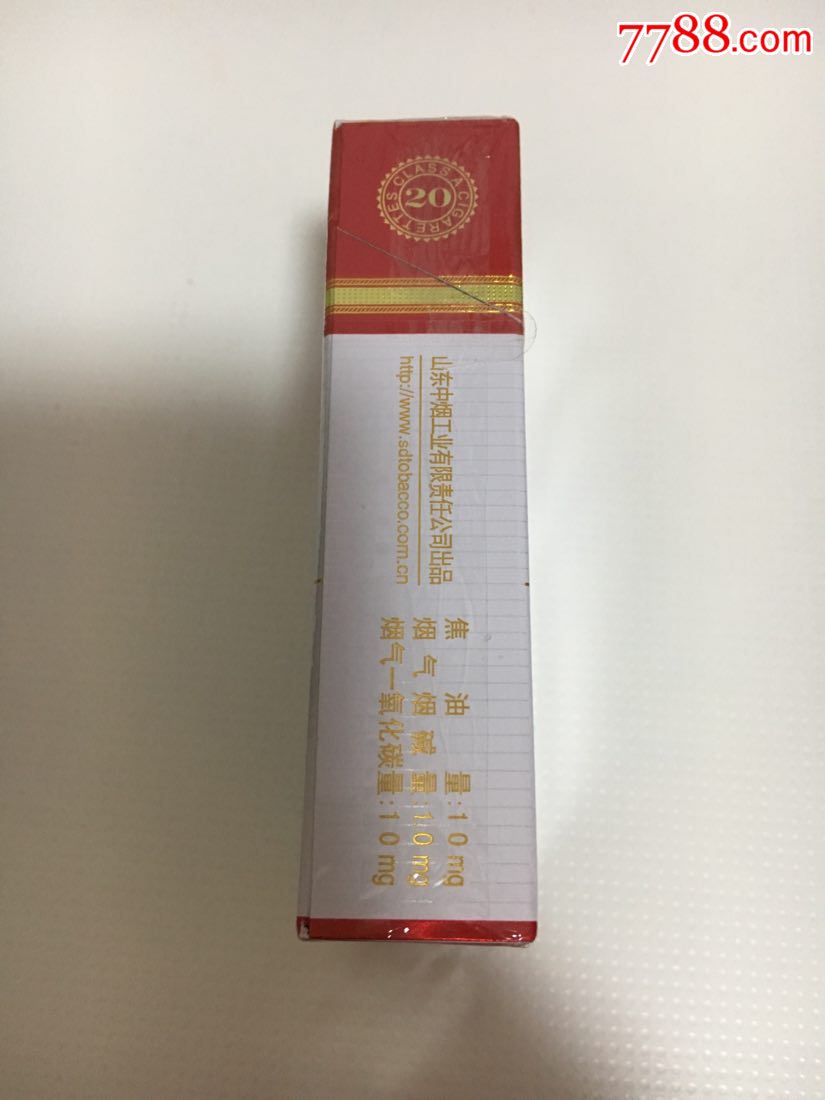 7788.com
CLASS A CIGARETTES
20
山东中烟工业有限责任公司出品
http://www.sdtobacco.com.cn
焦油量:10mg
烟气烟碱量:1.0mg
烟气一氧化碳量:10mg